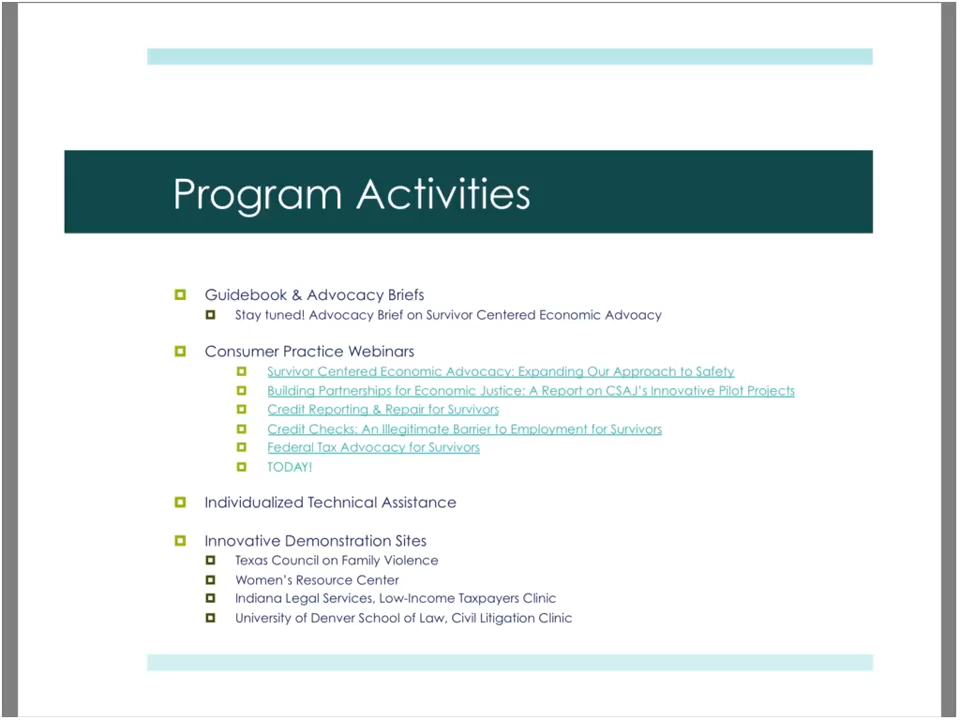 Program Activities
Guidebook & Advocacy Briefs
Stay tuned! Advocacy Brief on Survivor Centered Economic Advoacy
Consumer Practice Webinars
Survivor Centered Economic Advocacy: Expanding Our Approach to Safety
Building Partnerships for Economic Justice: A Report on CSAJ's Innovative Pilot Projects
Credit Reporting & Repair for Survivors
Credit Checks: An Illegitimate Barrier to Employment for Survivors
Federal Tax Advocacy for Survivors
TODAY!
Individualized Technical Assistance
Innovative Demonstration Sites
Texas Council on Family Violence
Women's Resource Center
Indiana Legal Services, Low-Income Taxpayers Clinic
University of Denver School of Law, Civil Litigation Clinic